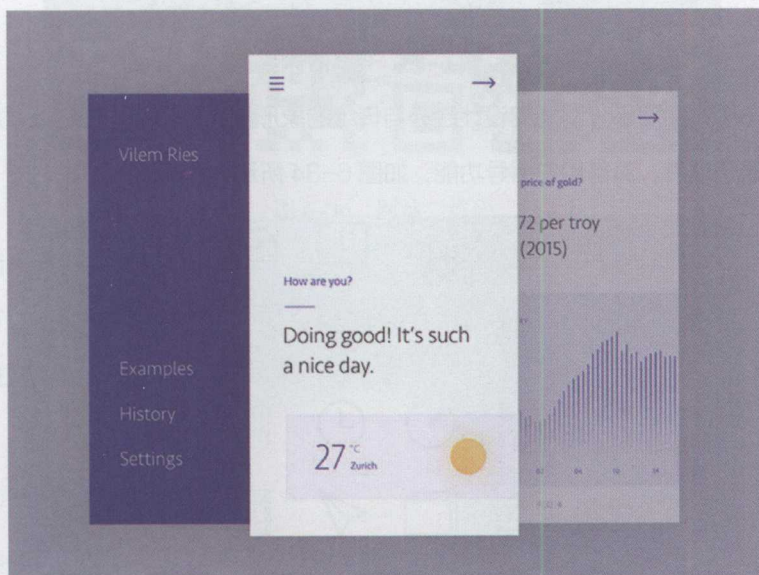 Vilem Ries
Examples
History
Settings
How are you?
Doing good! It's such
a nice day.
27 °C
Zurich
price of gold?
72 per troy
(2015)